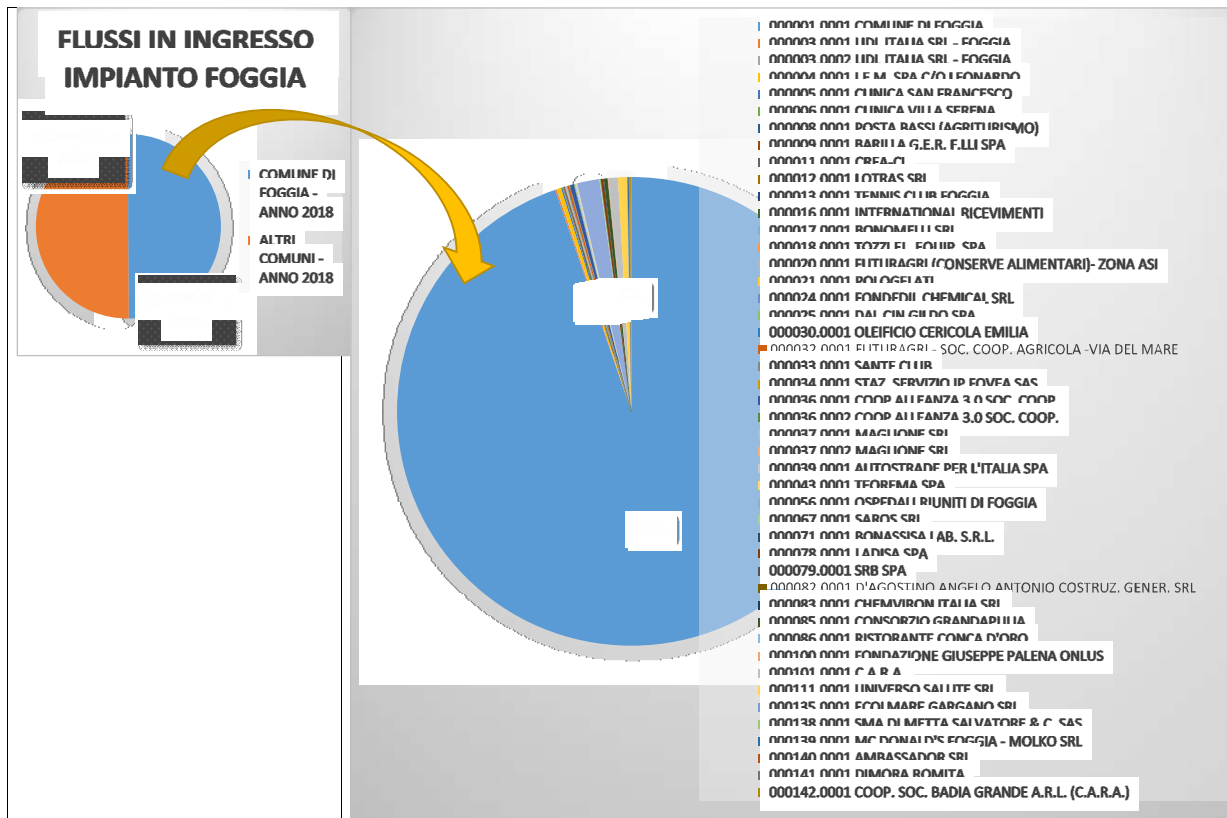 FLUSSI IN INGRESSO
IMPIANTO FOGGIA
COMUNE DI
FOGGIA -
ANNO 2018
ALTRI
COMUNI -
ANNO 2018
000001.0001 COMUNE DI FOGGIA
000003.0001 LIDL ITALIA SRL - FOGGIA
000003.0002 LIDL ITALIA SRL - FOGGIA
000004.0001 I.F.M. SPA C/O LEONARDO
000005.0001 CLINICA SAN FRANCESCO
000006.0001 CLINICA VILLA SERENA
000008.0001 POSTA BASSI (AGRITURISMO)
000009.0001 BARILLA G.E.R. F.LLI SPA
000011.0001 CREA-CI
000012.0001 LOTRAS SRL
000013.0001 TENNIS CLUB FOGGIA
000016.0001 INTERNATIONAL RICEVIMENTI
000017.0001 BONOMELLI SRL
000018.0001 TOZZI EL. EQUIP. SPA
000020.0001 FUTURAGRI (CONSERVE ALIMENTARI)- ZONA ASI
000021.0001 POLOGELATI
000024.0001 FONDEDIL CHEMICAL SRL
000025.0001 DAL CIN GILDO SPA
000030.0001 OLEIFICIO CERICOLA EMILIA
000032.0001 FUTURAGRI - SOC. COOP. AGRICOLA -VIA DEL MARE
000033.0001 SANTE CLUB
000034.0001 STAZ. SERVIZIO IP FOVEA SAS
000036.0001 COOP ALLEANZA 3.0 SOC. COOP.
000036.0002 COOP ALLEANZA 3.0 SOC. COOP.
000037.0001 MAGLIONE SRL
000037.0002 MAGLIONE SRL
000039.0001 AUTOSTRADE PER L'ITALIA SPA
000043.0001 TEOREMA SPA
000056.0001 OSPEDALI RIUNITI DI FOGGIA
000067.0001 SAROS SRL
000071.0001 BONASSISA LAB. S.R.L.
000078.0001 LADISA SPA
000079.0001 SRB SPA
000082.0001 D'AGOSTINO ANGELO ANTONIO COSTRUZ. GENER. SRL
000083.0001 CHEMVIRON ITALIA SRL
000085.0001 CONSORZIO GRANDAPULIA
000086.0001 RISTORANTE CONCA D'ORO
000100.0001 FONDAZIONE GIUSEPPE PALENA ONLUS
000101.0001 C.A.R.A.
000111.0001 UNIVERSO SALUTE SRL
000135.0001 ECOLMARE GARGANO SRL
000138.0001 SMA DI METTA SALVATORE & C. SAS
000139.0001 MC DONALD'S FOGGIA - MOLKO SRL
000140.0001 AMBASSADOR SRL
000141.0001 DIMORA ROMITA
000142.0001 COOP. SOC. BADIA GRANDE A.R.L. (C.A.R.A.)